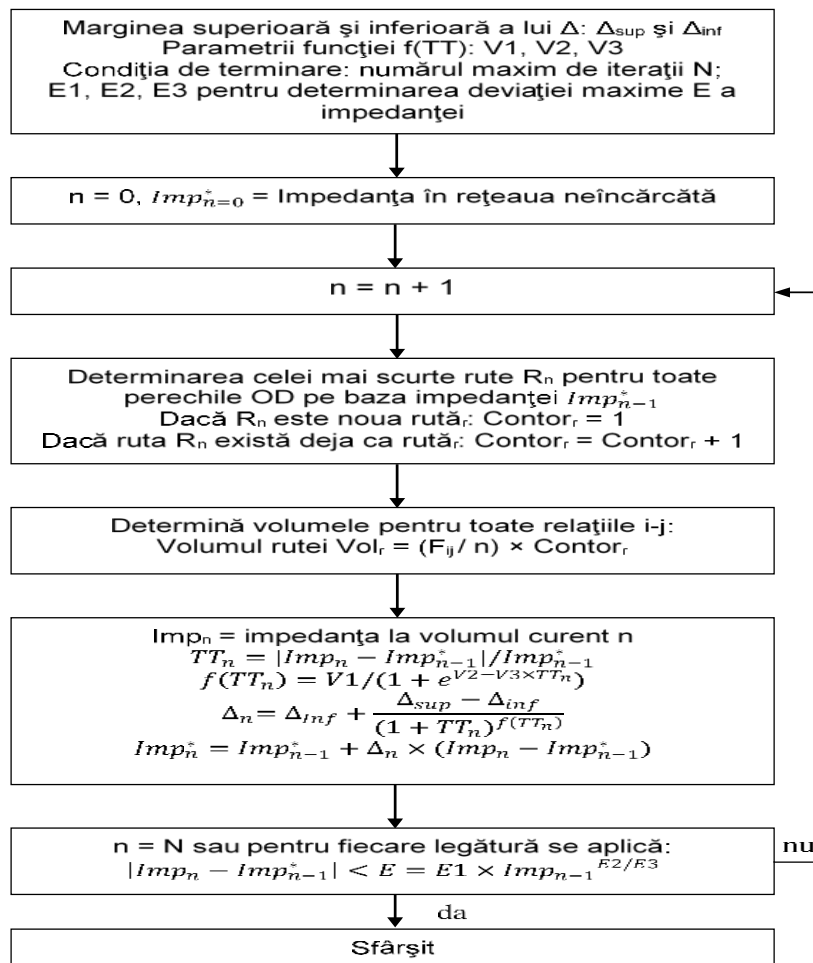 Marginea superioară şi inferioară a lui Δ: Δsup şi Δinf
Parametrii funcţiei f(TT): V1, V2, V3
Condiţia de terminare: numărul maxim de iteraţii N;
E1, E2, E3 pentru determinarea deviaţiei maxime E a
impedanţei
n = 0, Imp*ₙ₌₀ = Impedanţa în reţeaua neîncărcată
n = n + 1
Determinarea celei mai scurte rute Rₙ pentru toate
perechile OD pe baza impedanţei Imp*ₙ₋₁
Dacă Rₙ este noua rutăᵣ: Contorᵣ = 1
Dacă ruta Rₙ există deja ca rutăᵣ: Contorᵣ = Contorᵣ + 1
Determină volumele pentru toate relaţiile i-j:
Volumul rutei Volᵣ = (Fᵢⱼ / n) × Contorᵣ
Impₙ = impedanţa la volumul curent n
TTₙ = |Impₙ − Imp*ₙ₋₁|/Imp*ₙ₋₁
f(TTₙ) = V1/(1 + e^(V2−V3×TTₙ))
Δₙ = ΔInf + (Δsup − Δinf)/(1 + TTₙ)^f(TTₙ)
Imp*ₙ = Imp*ₙ₋₁ + Δₙ × (Impₙ − Imp*ₙ₋₁)
n = N sau pentru fiecare legătură se aplică:
|Impₙ − Imp*ₙ₋₁| < E = E1 × Impₙ₋₁^(E2/E3)
nu
da
Sfârşit